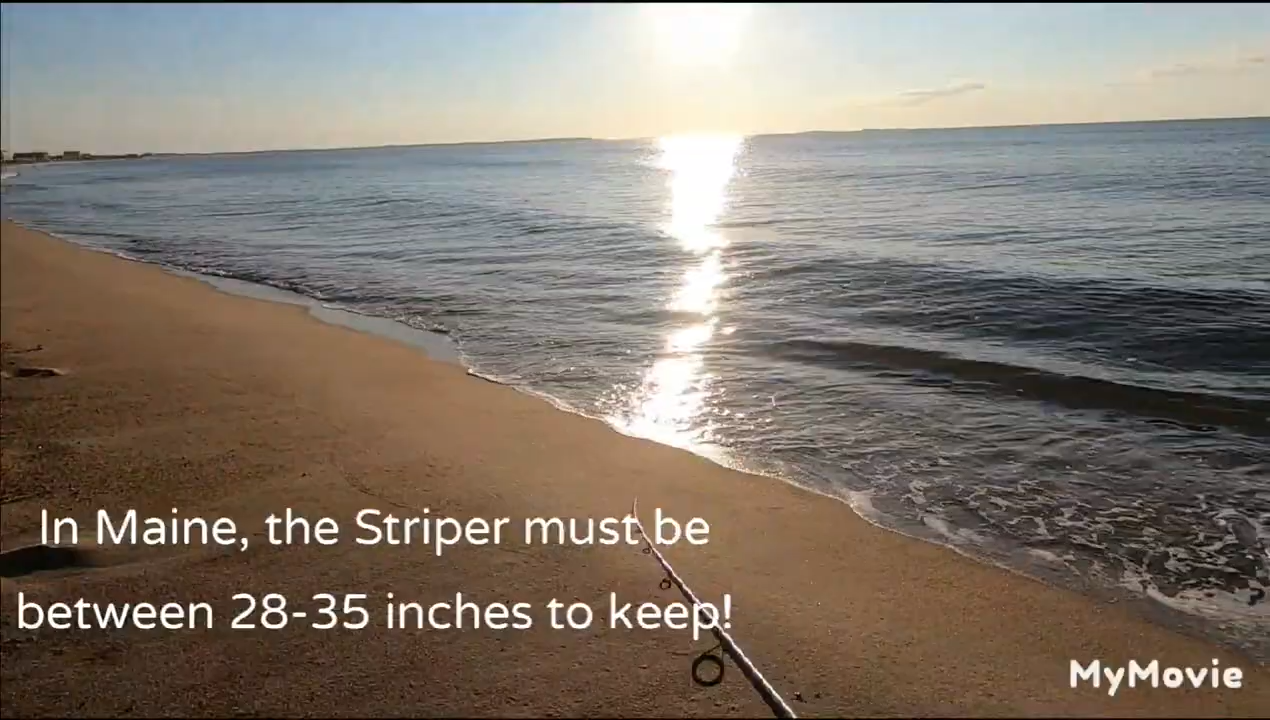 In Maine, the Striper must be
between 28-35 inches to keep!
MyMovie